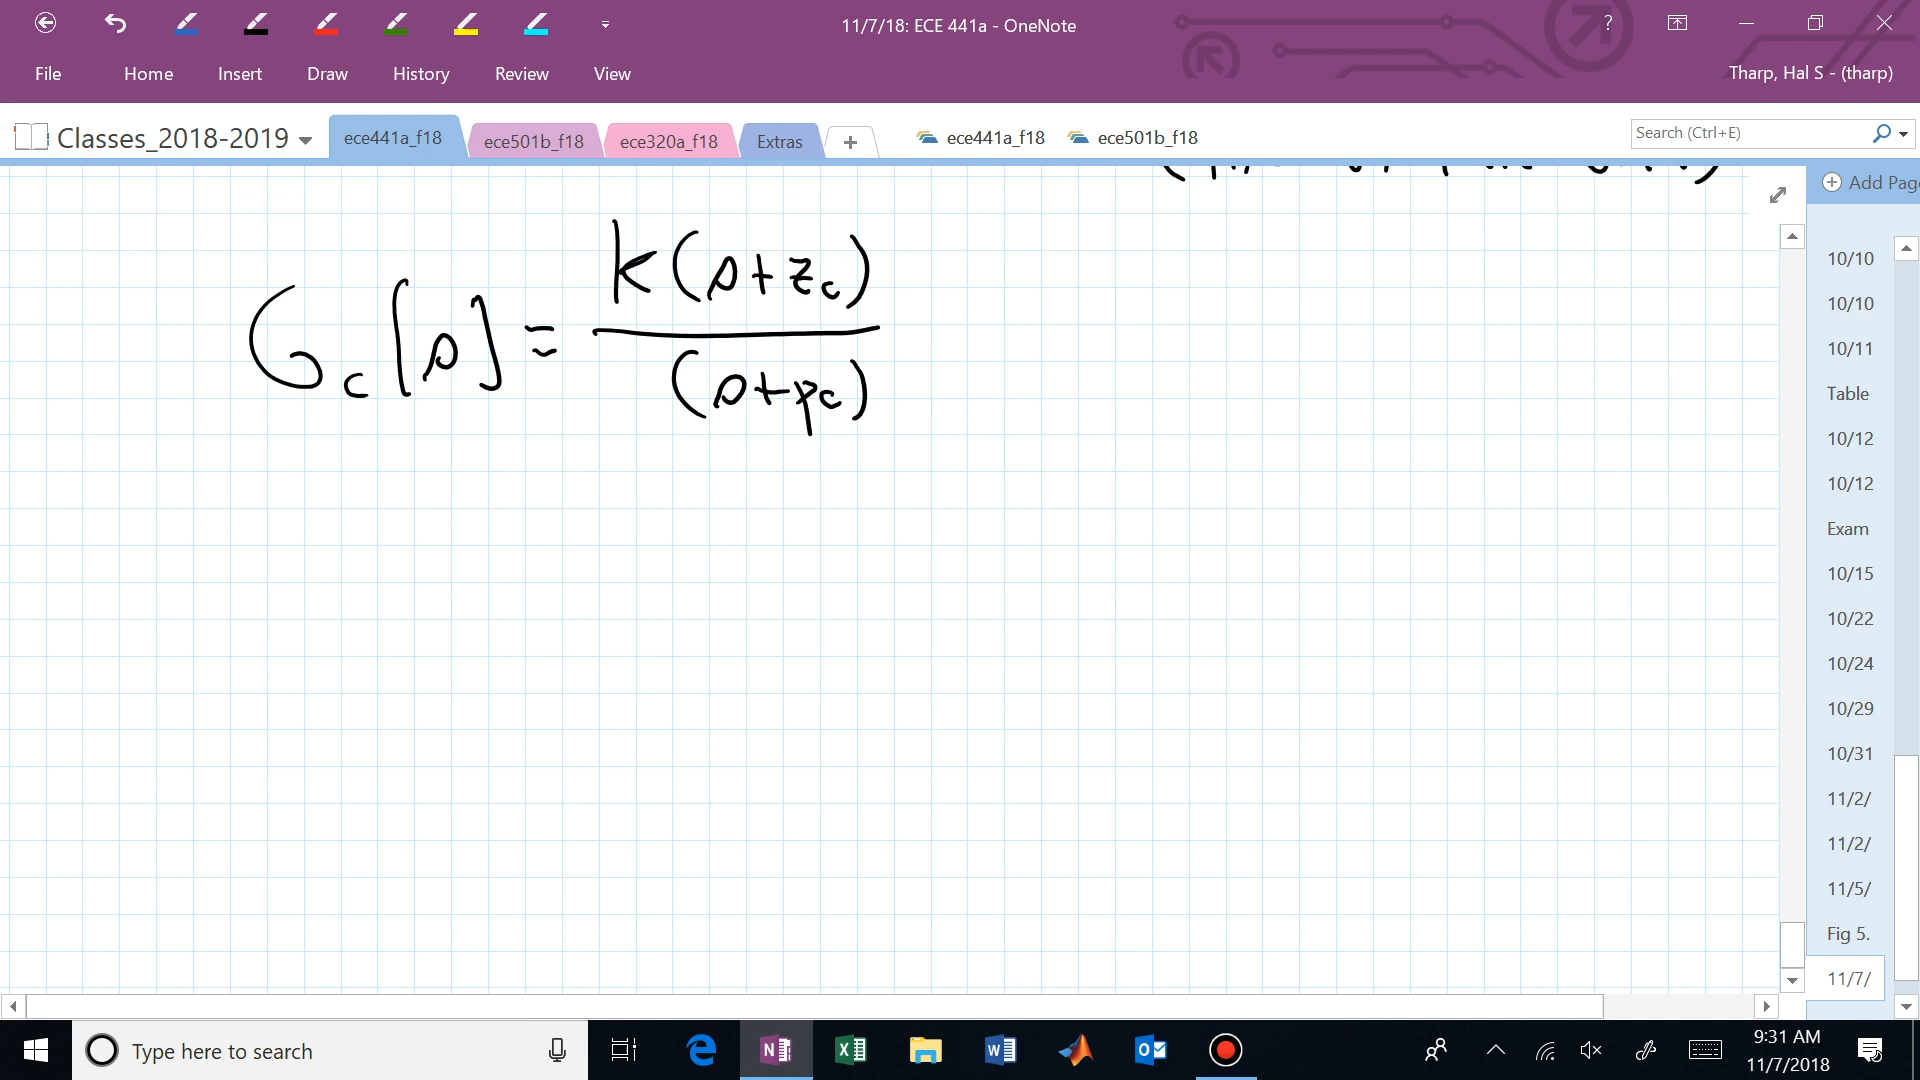 11/7/18: ECE 441a - OneNote
?
File Home Insert Draw History Review View
Tharp, Hal S - (tharp)
Classes_2018-2019
ece441a_f18
ece501b_f18
ece320a_f18
Extras
ece441a_f18
ece501b_f18
Search (Ctrl+E)
Add Page
G_c[s] = k(s+z_c) / (s+p_c)
10/10
10/10
10/11
Table
10/12
10/12
Exam
10/15
10/22
10/24
10/29
10/31
11/2/
11/2/
11/5/
Fig 5.
11/7/
Type here to search
9:31 AM
11/7/2018